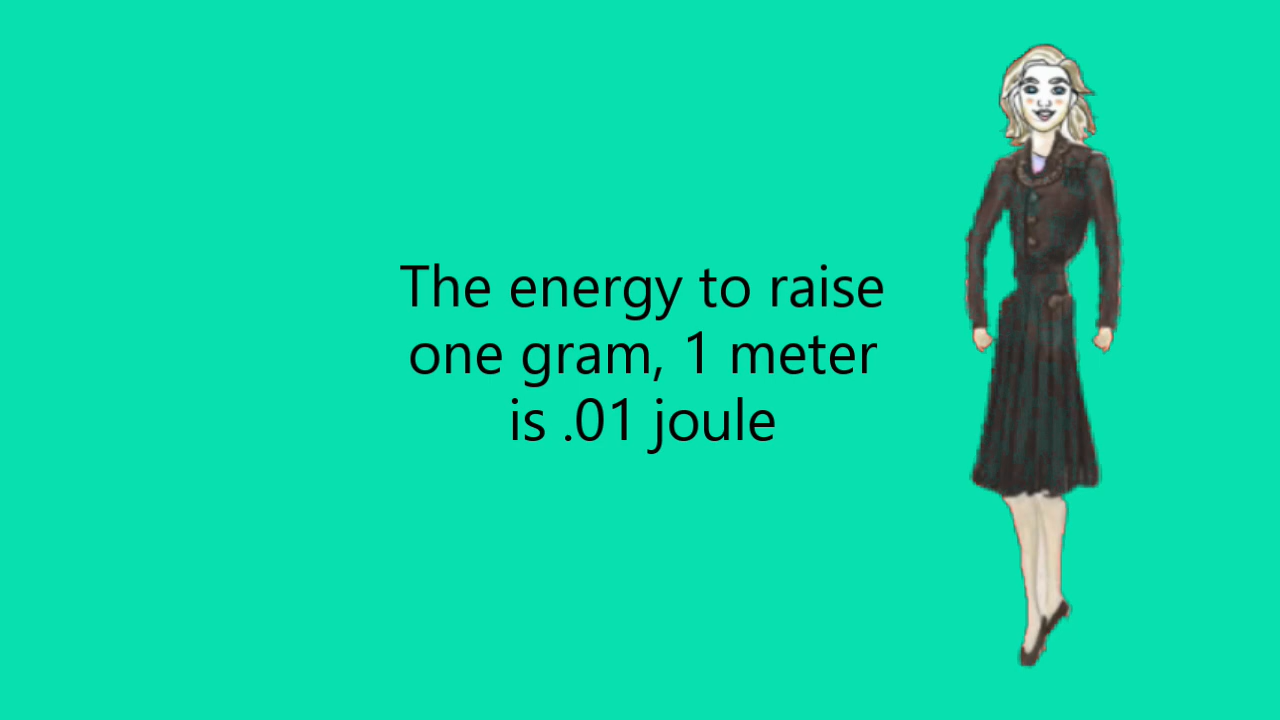 The energy to raise
one gram, 1 meter
is .01 joule